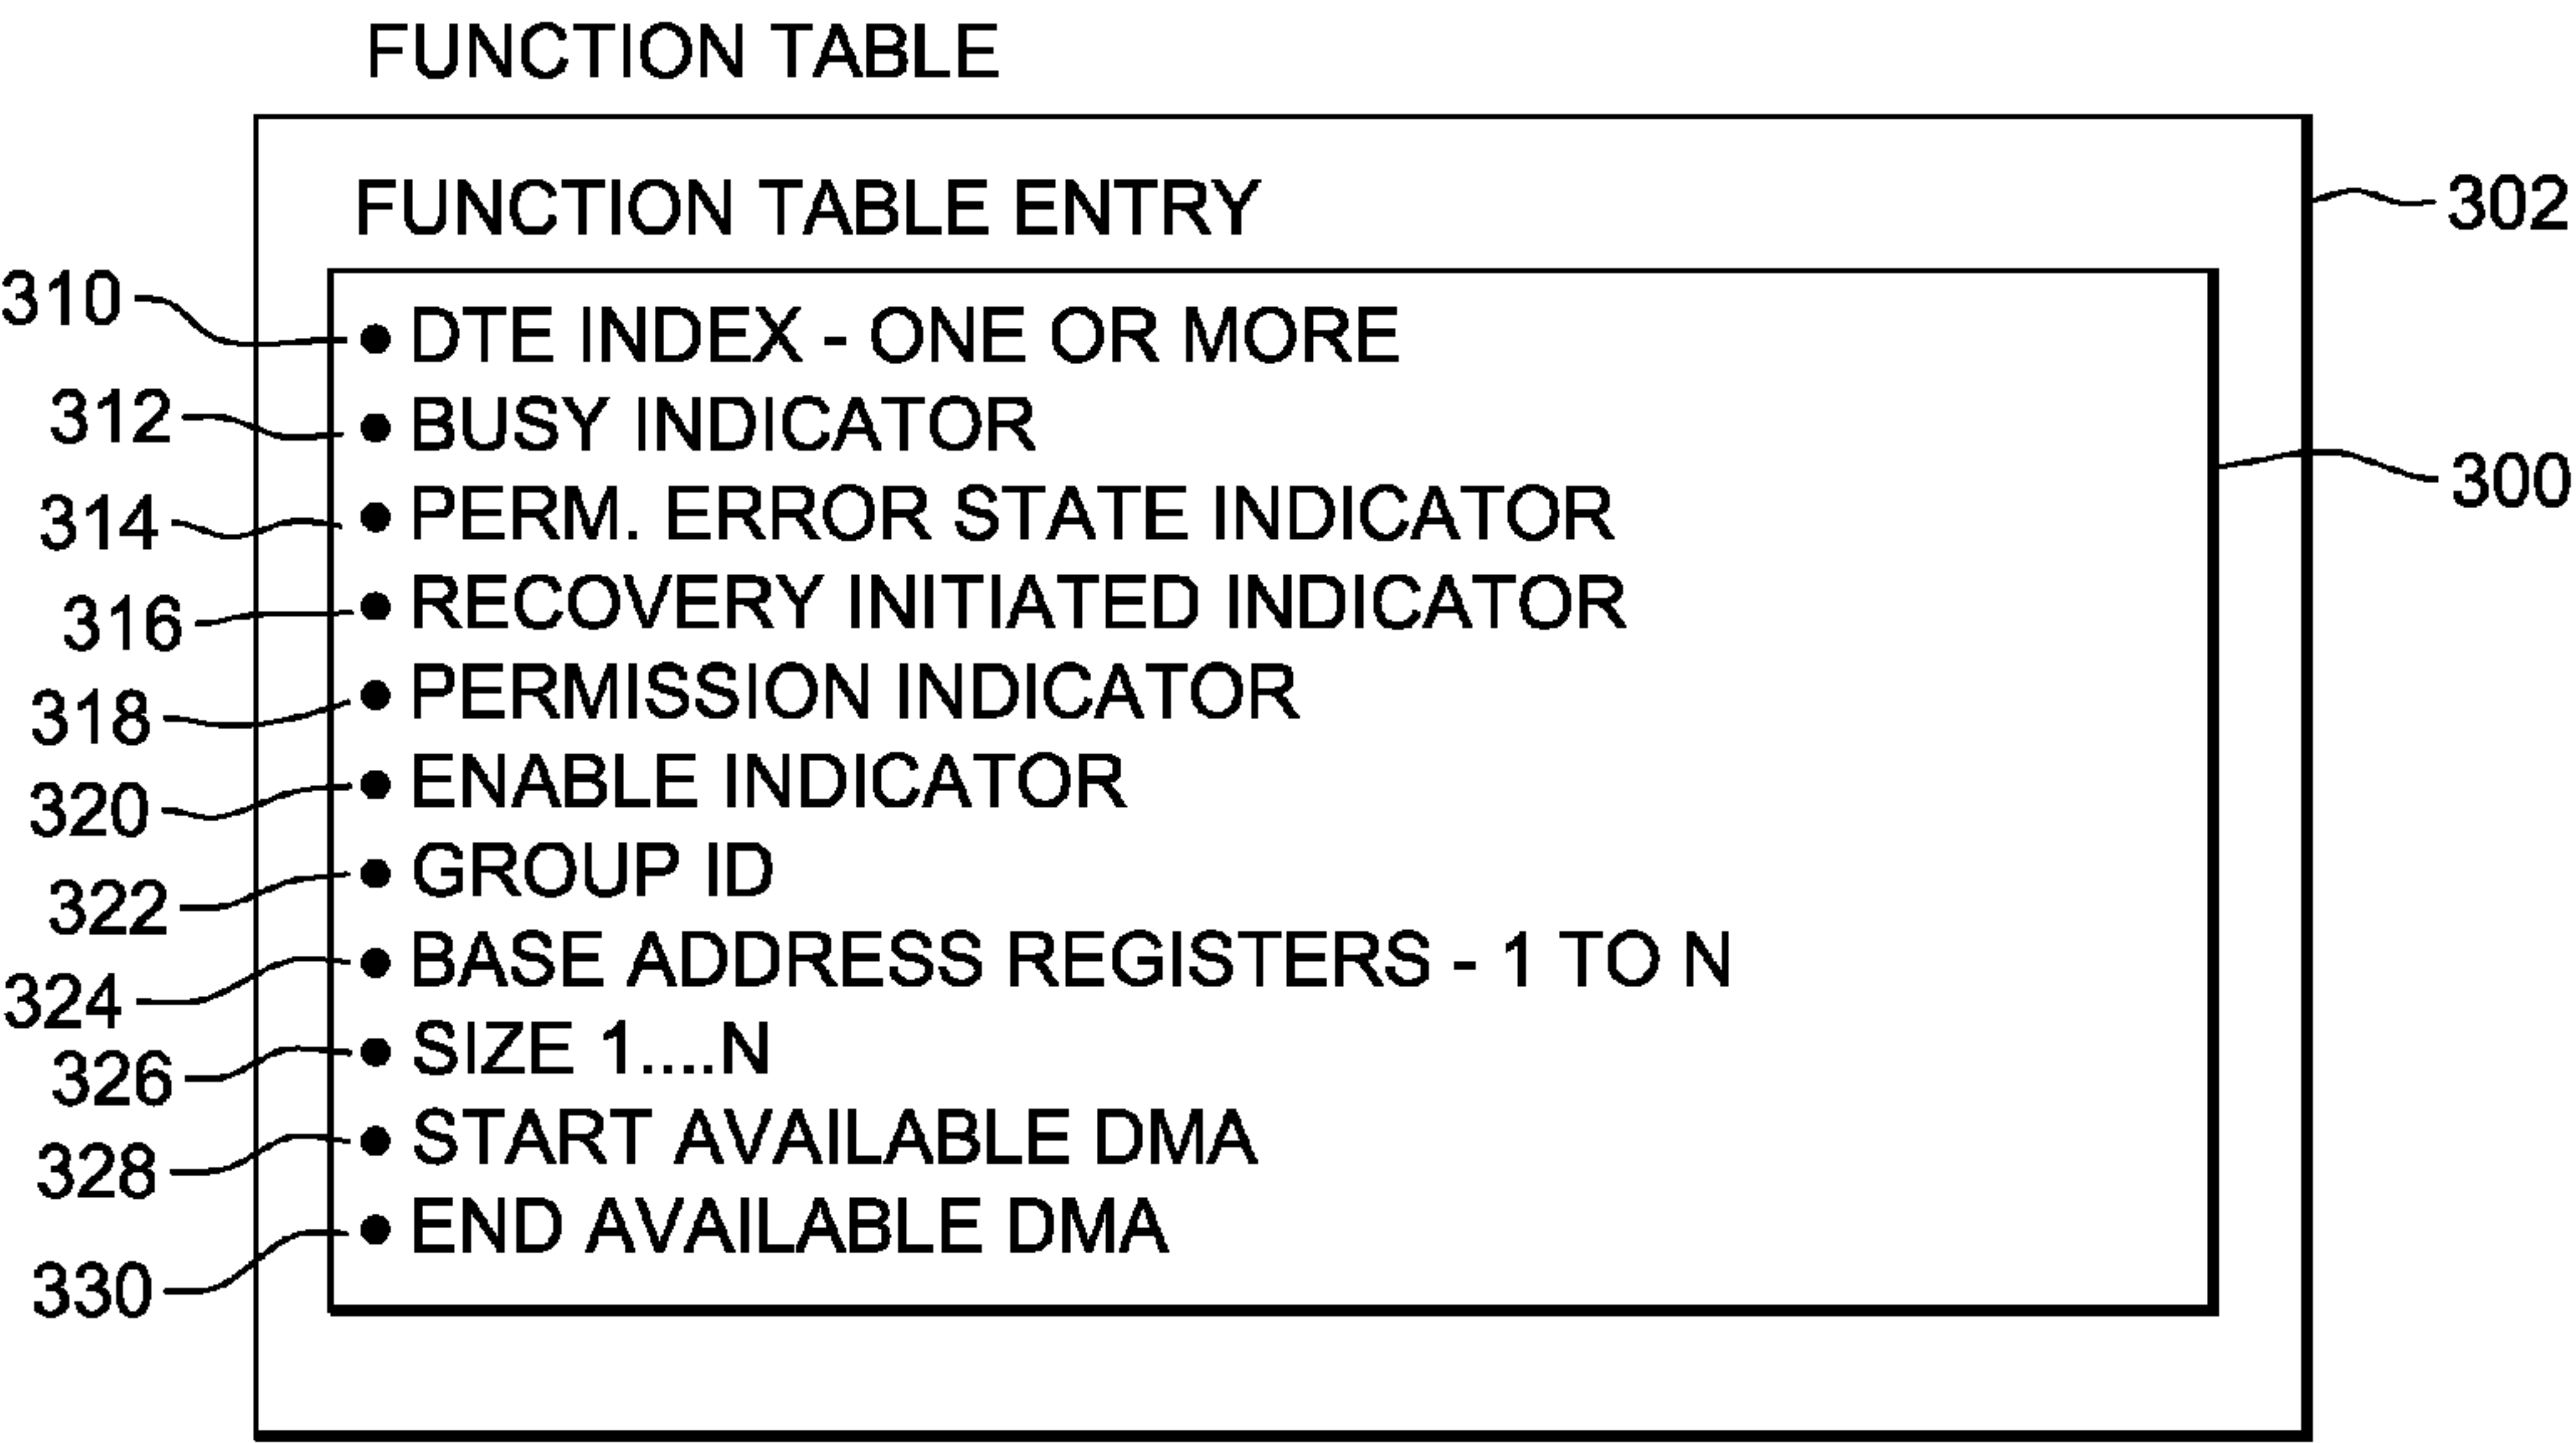 FUNCTION TABLE
FUNCTION TABLE ENTRY
302
310 ● DTE INDEX - ONE OR MORE
312 ● BUSY INDICATOR
300
314 ● PERM. ERROR STATE INDICATOR
316 ● RECOVERY INITIATED INDICATOR
318 ● PERMISSION INDICATOR
320 ● ENABLE INDICATOR
322 ● GROUP ID
324 ● BASE ADDRESS REGISTERS - 1 TO N
326 ● SIZE 1....N
328 ● START AVAILABLE DMA
330 ● END AVAILABLE DMA